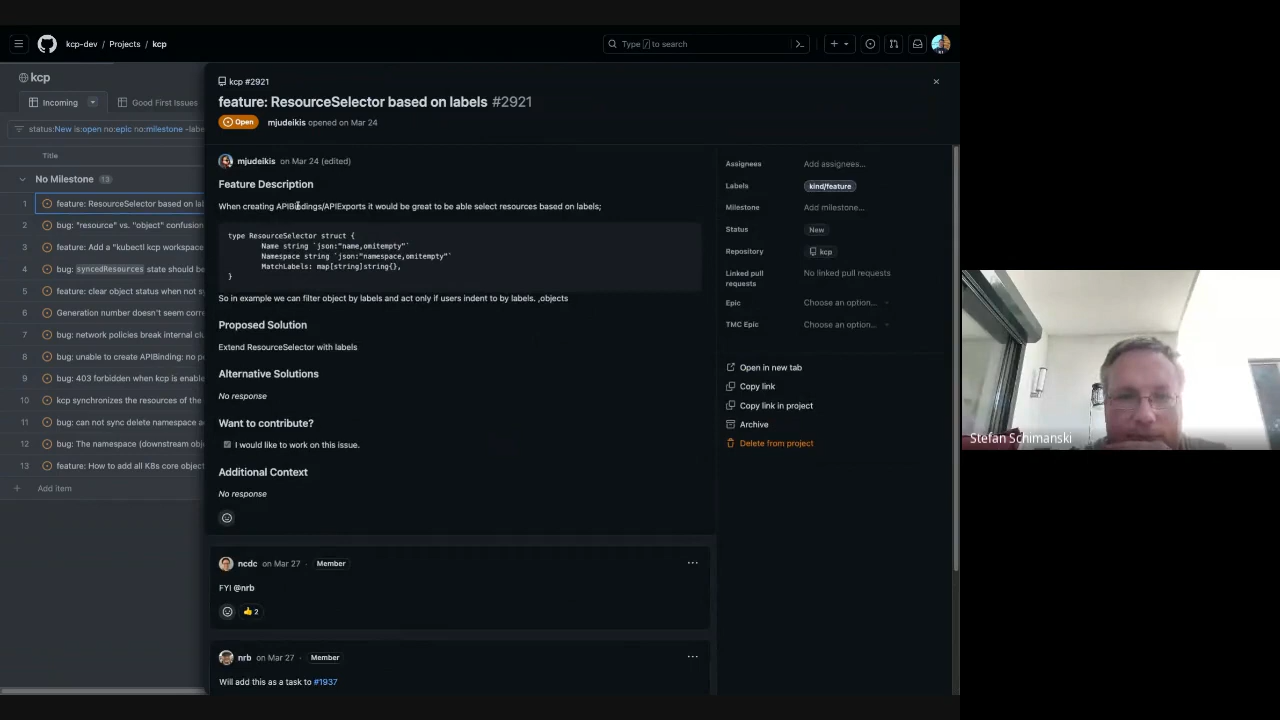 kcp-dev / Projects / kcp
Type / to search
kcp
Incoming
Good First Issues
status:New is:open no:epic no:milestone -labe
Title
No Milestone 13
1 feature: ResourceSelector based on lab
2 bug: "resource" vs. "object" confusion
3 feature: Add a "kubectl kcp workspace
4 bug: syncedResources state should be
5 feature: clear object status when not s
6 Generation number doesn't seem corre
7 bug: network policies break internal clu
8 bug: unable to create APIBinding: no pe
9 bug: 403 forbidden when kcp is enable
10 kcp synchronizes the resources of the
11 bug: can not sync delete namespace a
12 bug: The namespace (downstream obj
13 feature: How to add all K8s core object
Add item
kcp #2921
feature: ResourceSelector based on labels #2921
Open mjudeikis opened on Mar 24
mjudeikis on Mar 24 (edited)
Feature Description
When creating APIBindings/APIExports it would be great to be able select resources based on labels;
type ResourceSelector struct {
Name string `json:"name,omitempty"`
Namespace string `json:"namespace,omitempty"`
MatchLabels: map[string]string{},
}
So in example we can filter object by labels and act only if users indent to by labels. ,objects
Proposed Solution
Extend ResourceSelector with labels
Alternative Solutions
No response
Want to contribute?
I would like to work on this issue.
Additional Context
No response
ncdc on Mar 27 · Member
FYI @nrb
👍 2
nrb on Mar 27 · Member
Will add this as a task to #1937
Assignees Add assignees...
Labels kind/feature
Milestone Add milestone...
Status New
Repository kcp
Linked pull requests No linked pull requests
Epic Choose an option...
TMC Epic Choose an option...
Open in new tab
Copy link
Copy link in project
Archive
Delete from project
Stefan Schimanski